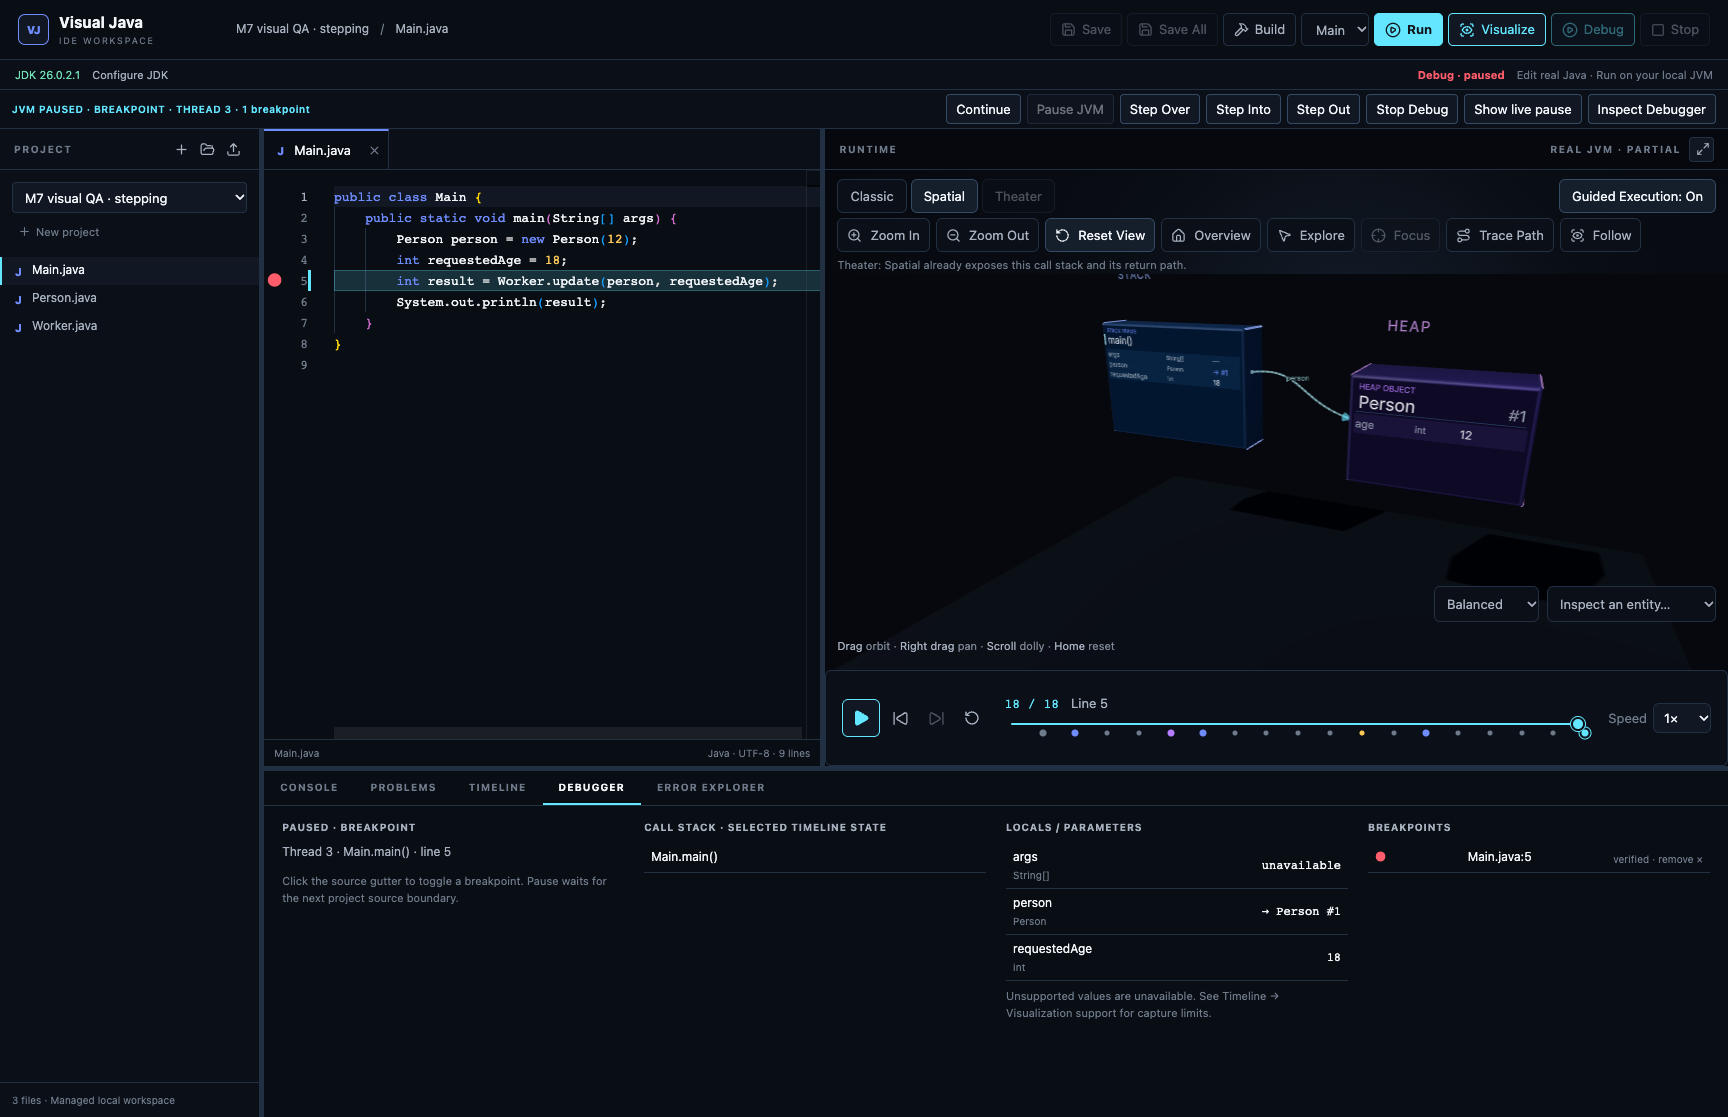 VJ
Visual Java
IDE WORKSPACE
M7 visual QA · stepping / Main.java
Save
Save All
Build
Main
Run
Visualize
Debug
Stop
JDK 26.0.2.1 Configure JDK
Debug · paused Edit real Java · Run on your local JVM
JVM PAUSED · BREAKPOINT · THREAD 3 · 1 breakpoint
Continue
Pause JVM
Step Over
Step Into
Step Out
Stop Debug
Show live pause
Inspect Debugger
PROJECT
M7 visual QA · stepping
+ New project
J Main.java
J Person.java
J Worker.java
3 files · Managed local workspace
J Main.java ×
1 public class Main {
2 public static void main(String[] args) {
3 Person person = new Person(12);
4 int requestedAge = 18;
5 int result = Worker.update(person, requestedAge);
6 System.out.println(result);
7 }
8 }
9
Main.java
Java · UTF-8 · 9 lines
RUNTIME
REAL JVM · PARTIAL
Classic
Spatial
Theater
Guided Execution: On
Zoom In
Zoom Out
Reset View
Overview
Explore
Focus
Trace Path
Follow
Theater: Spatial already exposes this call stack and its return path.
STACK
STACK FRAME
main()
args String[] —
person Person → #1
requestedAge int 18
person
HEAP
HEAP OBJECT
Person #1
age int 12
Balanced
Inspect an entity...
Drag orbit · Right drag pan · Scroll dolly · Home reset
18 / 18 Line 5
Speed 1×
CONSOLE
PROBLEMS
TIMELINE
DEBUGGER
ERROR EXPLORER
PAUSED · BREAKPOINT
Thread 3 · Main.main() · line 5
Click the source gutter to toggle a breakpoint. Pause waits for
the next project source boundary.
CALL STACK · SELECTED TIMELINE STATE
Main.main()
LOCALS / PARAMETERS
args unavailable
String[]
person → Person #1
Person
requestedAge 18
int
Unsupported values are unavailable. See Timeline →
Visualization support for capture limits.
BREAKPOINTS
Main.java:5 verified · remove ×